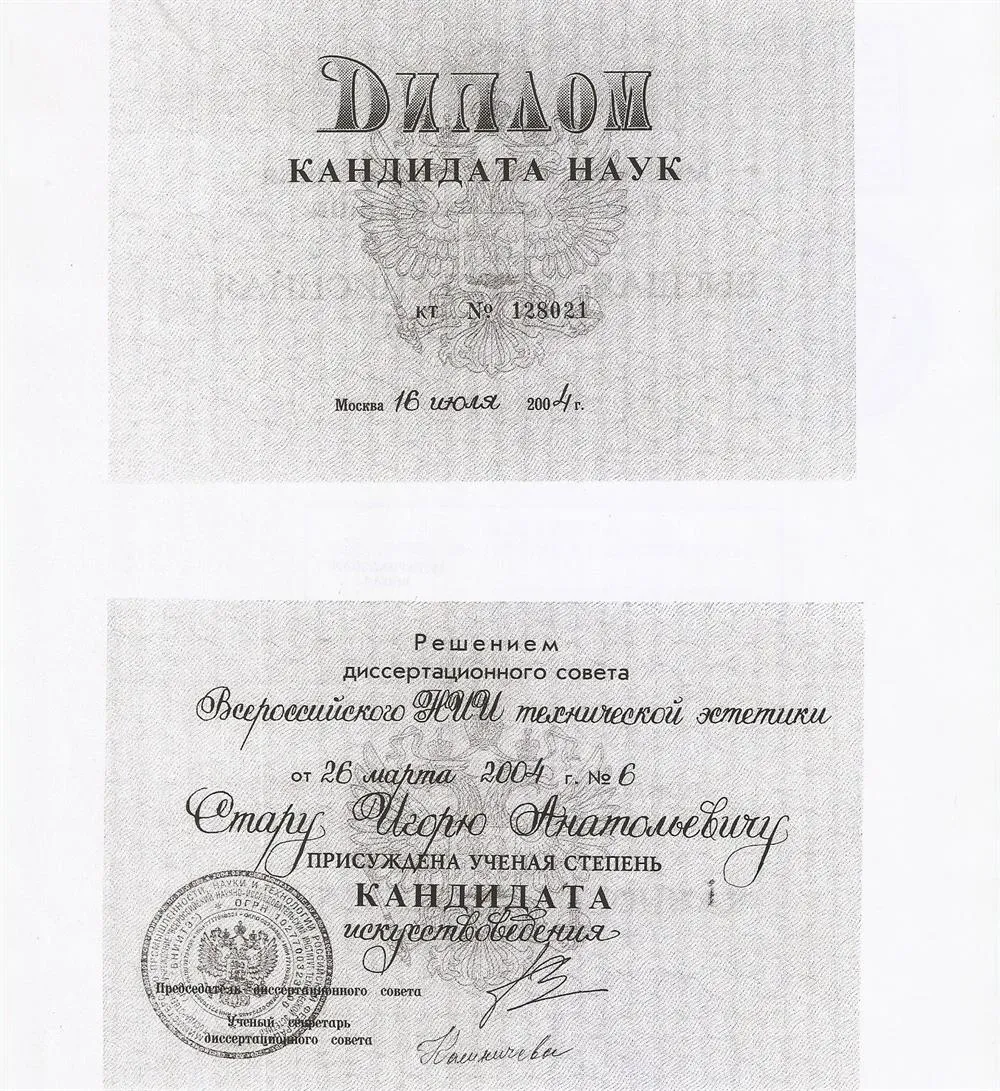 ДИПЛОМ
КАНДИДАТА НАУК
КТ № 128021
Москва 16 июля 2004 г.
Решением
диссертационного совета
Всероссийского НИИ технической эстетики
от 26 марта 2004 г. № 6
Стару Игорю Анатольевичу
ПРИСУЖДЕНА УЧЕНАЯ СТЕПЕНЬ
КАНДИДАТА
искусствоведения
Председатель диссертационного совета
Ученый секретарь
диссертационного совета